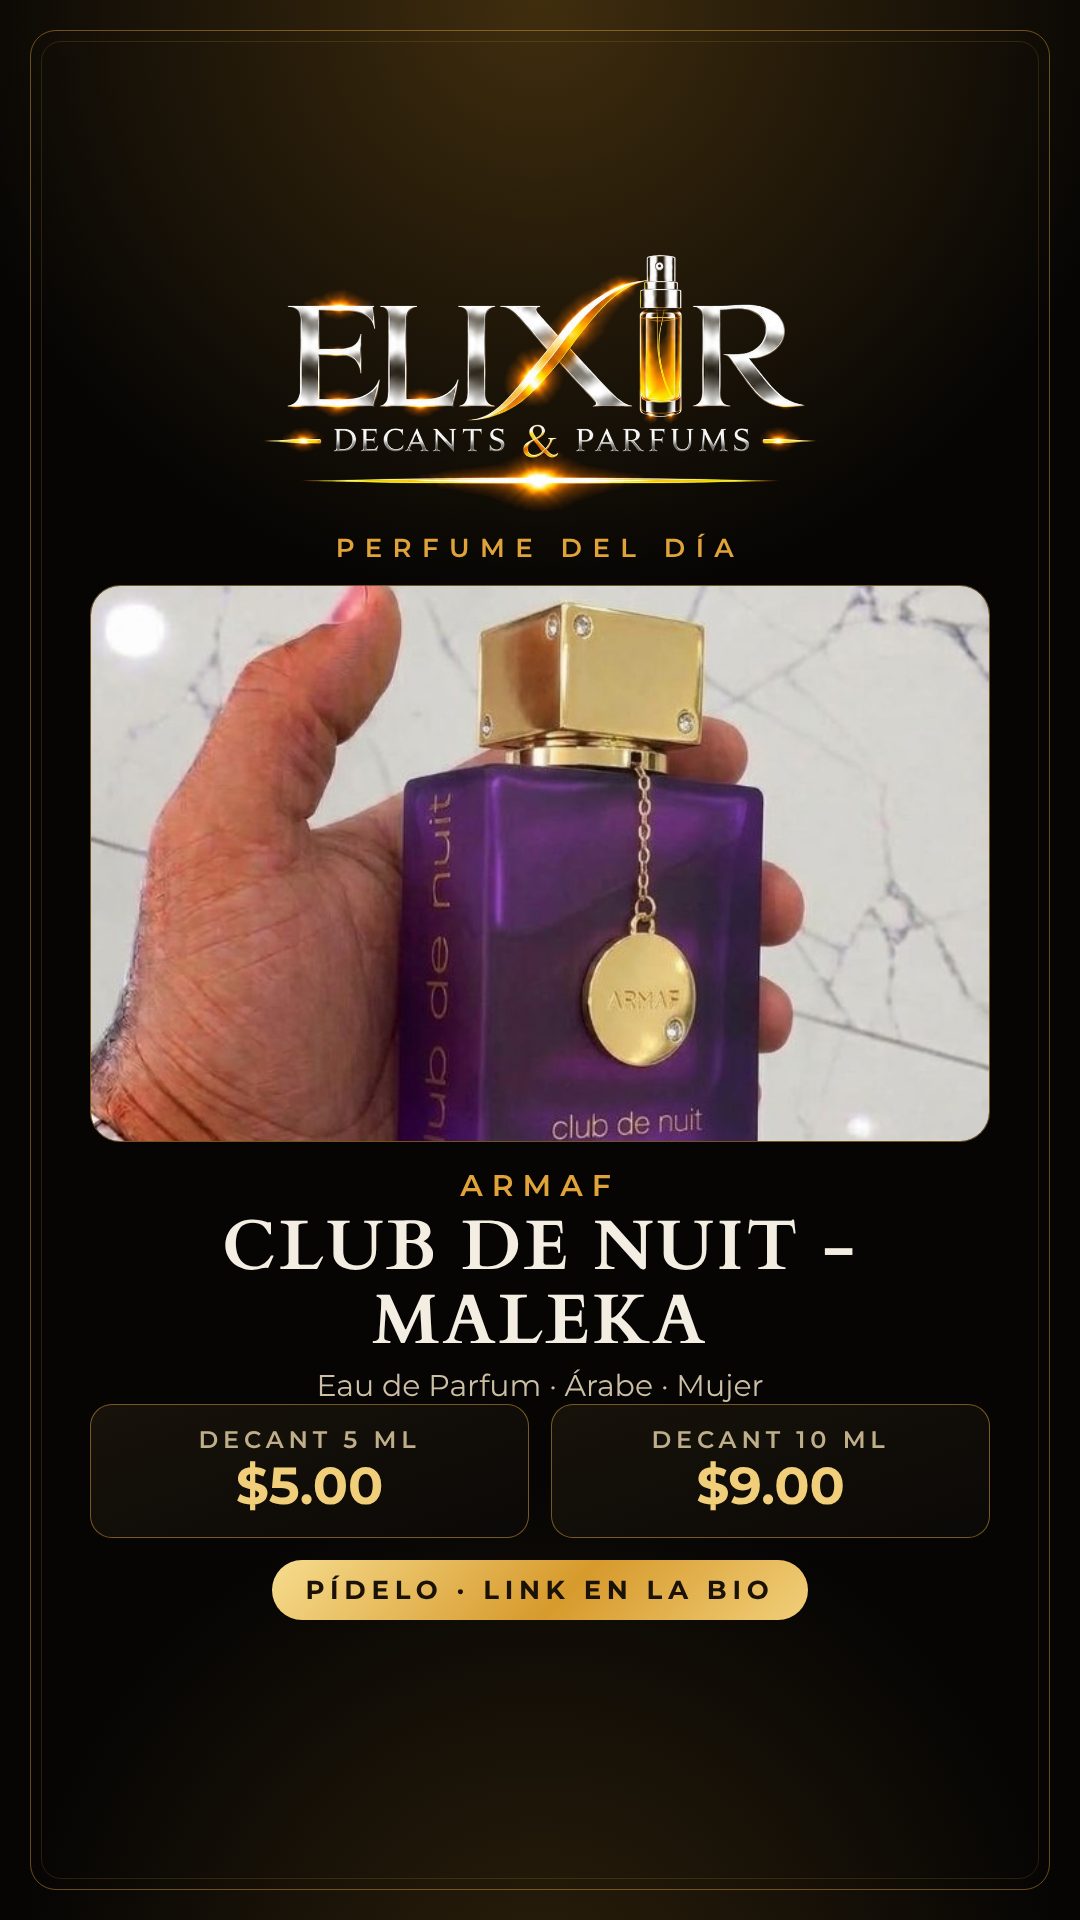 ELIXIR
DECANTS & PARFUMS
PERFUME DEL DÍA
club de nuit
ARMAF
club de nuit
ARMAF
CLUB DE NUIT -
MALEKA
Eau de Parfum · Árabe · Mujer
DECANT 5 ML
$5.00
DECANT 10 ML
$9.00
PÍDELO · LINK EN LA BIO